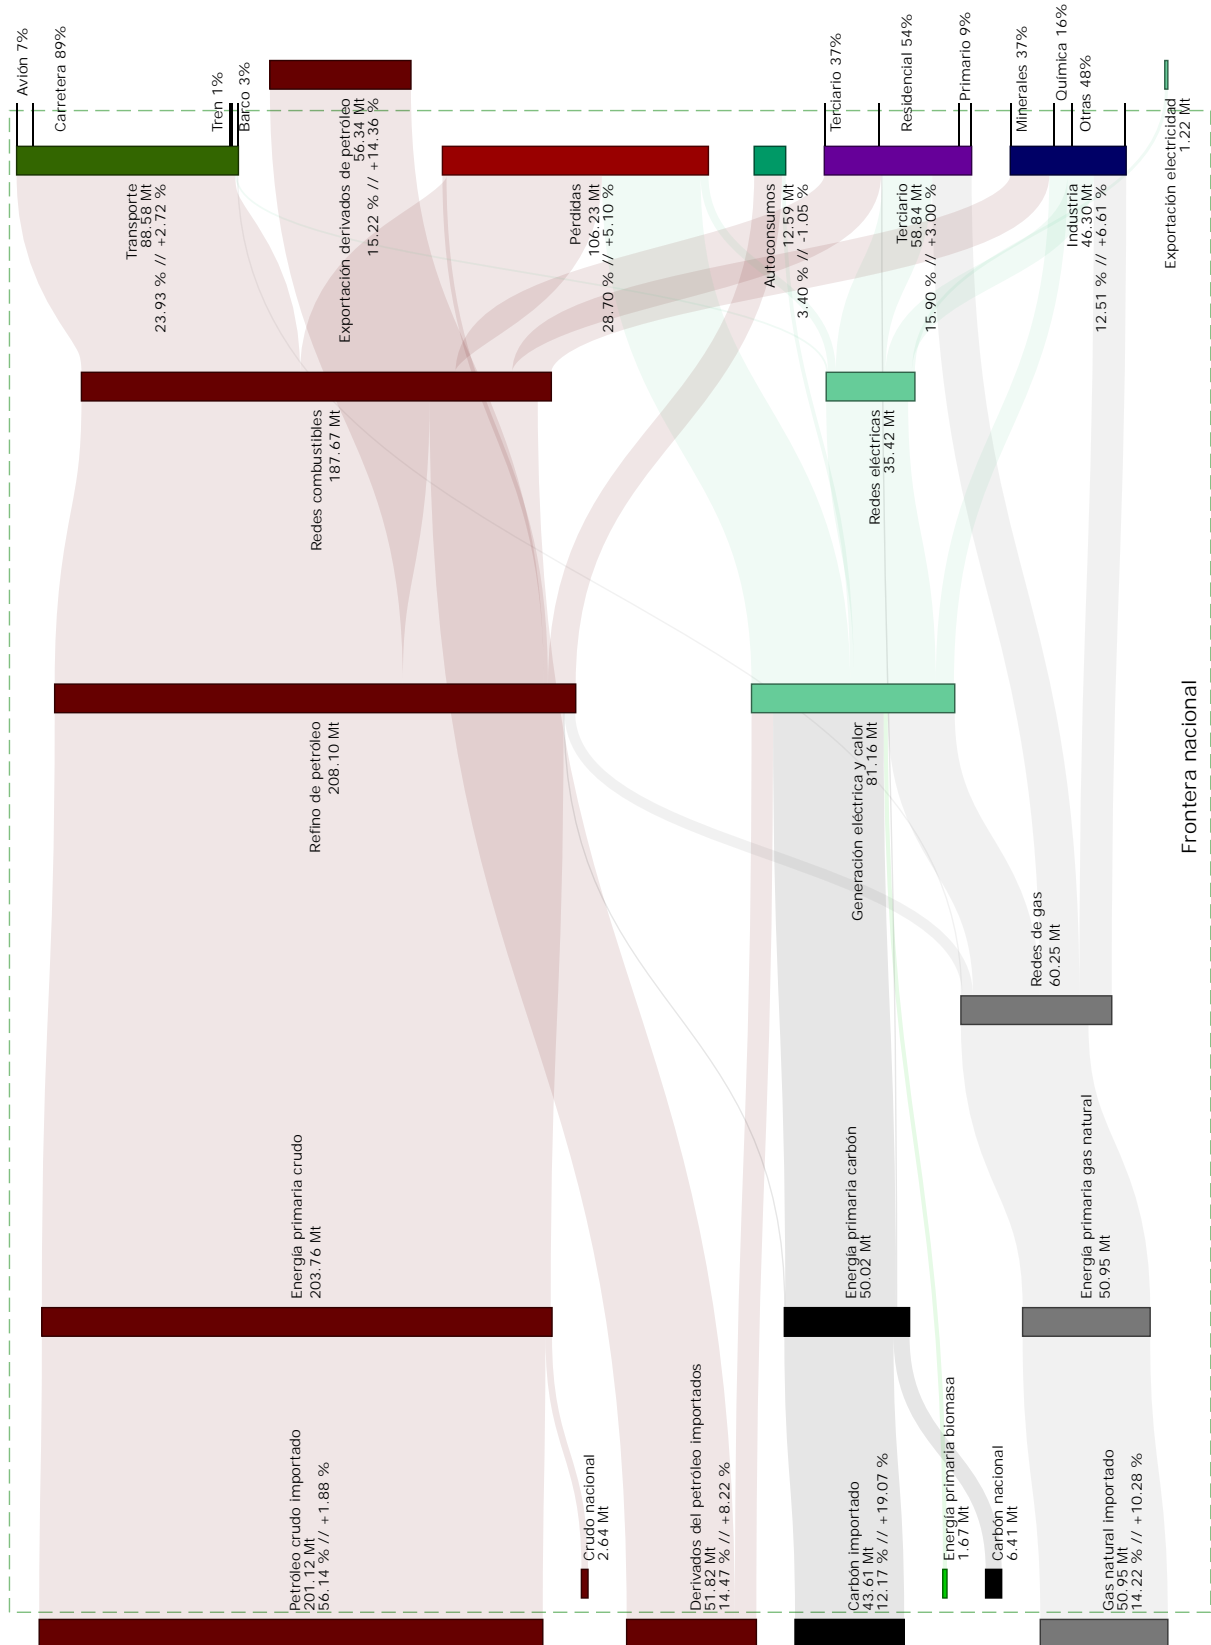 Petróleo crudo importado
201.12 Mt
56.14 % // +1.88 %
Crudo nacional
2.64 Mt
Derivados del petróleo importados
51.82 Mt
14.47 % // +8.22 %
Carbón importado
43.61 Mt
12.17 % // +19.07 %
Energía primaria biomasa
1.67 Mt
Carbón nacional
6.41 Mt
Gas natural importado
50.95 Mt
14.22 % // +10.28 %
Energía primaria crudo
203.76 Mt
Energía primaria carbón
50.02 Mt
Energía primaria gas natural
50.95 Mt
Redes de gas
60.25 Mt
Refino de petróleo
208.10 Mt
Generación eléctrica y calor
81.16 Mt
Frontera nacional
Redes combustibles
187.67 Mt
Redes eléctricas
35.42 Mt
Transporte
88.58 Mt
23.93 % // +2.72 %
Exportación derivados de petróleo
56.34 Mt
15.22 % // +14.36 %
Pérdidas
106.23 Mt
28.70 % // +5.10 %
Autoconsumos
12.59 Mt
3.40 % // -1.05 %
Terciario
58.84 Mt
15.90 % // +3.00 %
Industria
46.30 Mt
12.51 % // +6.61 %
Exportación electricidad
1.22 Mt
Avión 7%
Carretera 89%
Tren 1%
Barco 3%
Terciario 37%
Residencial 54%
Primario 9%
Minerales 37%
Química 16%
Otras 48%